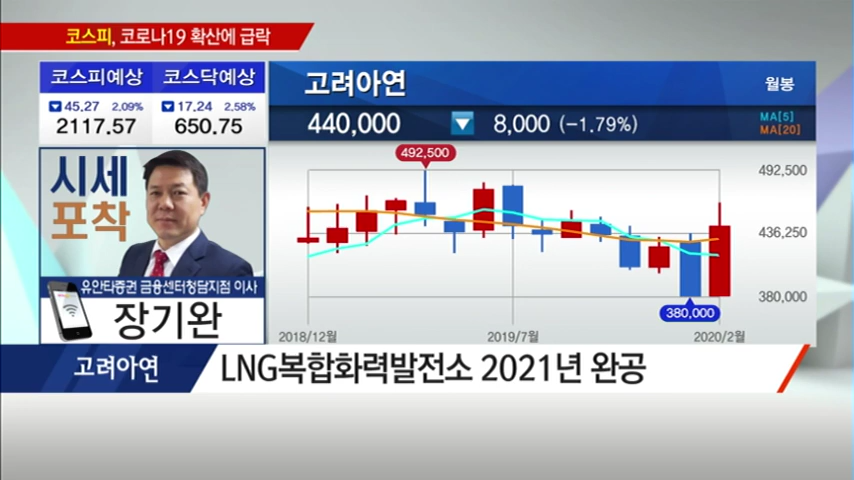 코스피, 코로나19 확산에 급락
코스피예상 코스닥예상
▼45.27 2.09% ▼17.24 2.58%
2117.57 650.75
고려아연 월봉
440,000 ▼ 8,000 (-1.79%)
MA[5]
MA[20]
시세
포착
492,500
492,500
436,250
380,000
380,000
2018/12월 2019/7월 2020/2월
유안타증권 금융센터청담지점 이사
장기완
고려아연 LNG복합화력발전소 2021년 완공